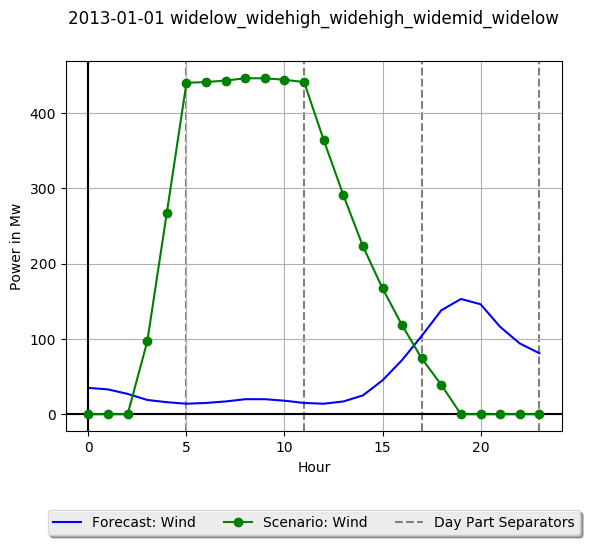 2013-01-01 widelow_widehigh_widehigh_widemid_widelow
Power in Mw
400
300
200
100
0
0 5 10 15 20
Hour
Forecast: Wind Scenario: Wind Day Part Separators